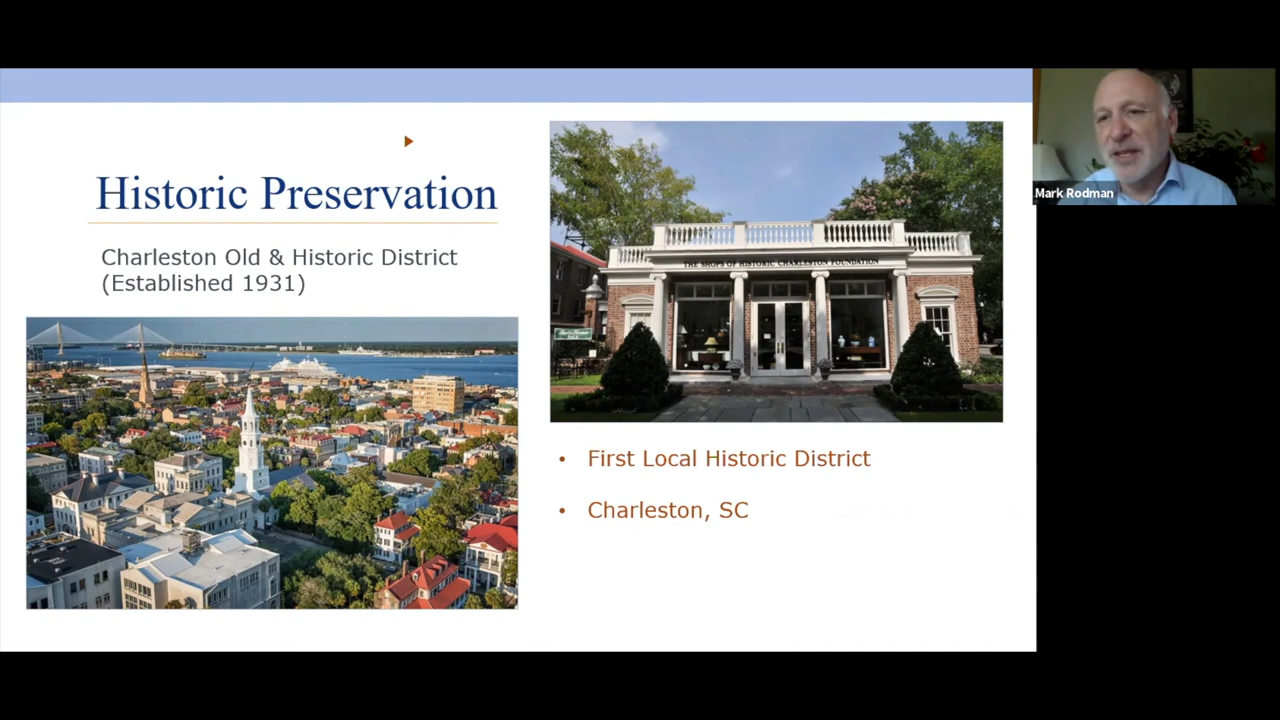 Historic Preservation
Charleston Old & Historic District
(Established 1931)
THE SHOPS OF HISTORIC CHARLESTON FOUNDATION
• First Local Historic District
• Charleston, SC
Mark Rodman